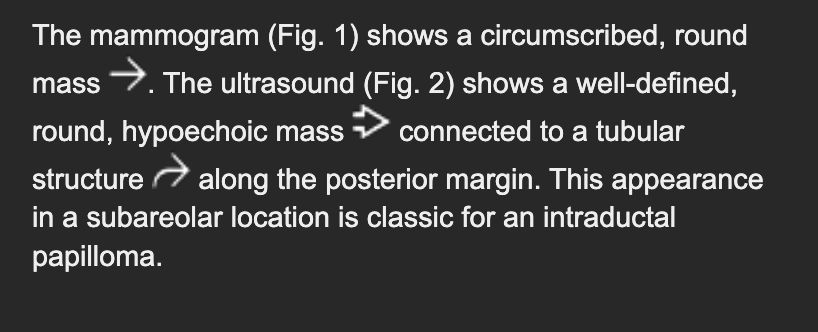 The mammogram (Fig. 1) shows a circumscribed, round
mass →. The ultrasound (Fig. 2) shows a well-defined,
round, hypoechoic mass ⇨ connected to a tubular
structure ↱ along the posterior margin. This appearance
in a subareolar location is classic for an intraductal
papilloma.